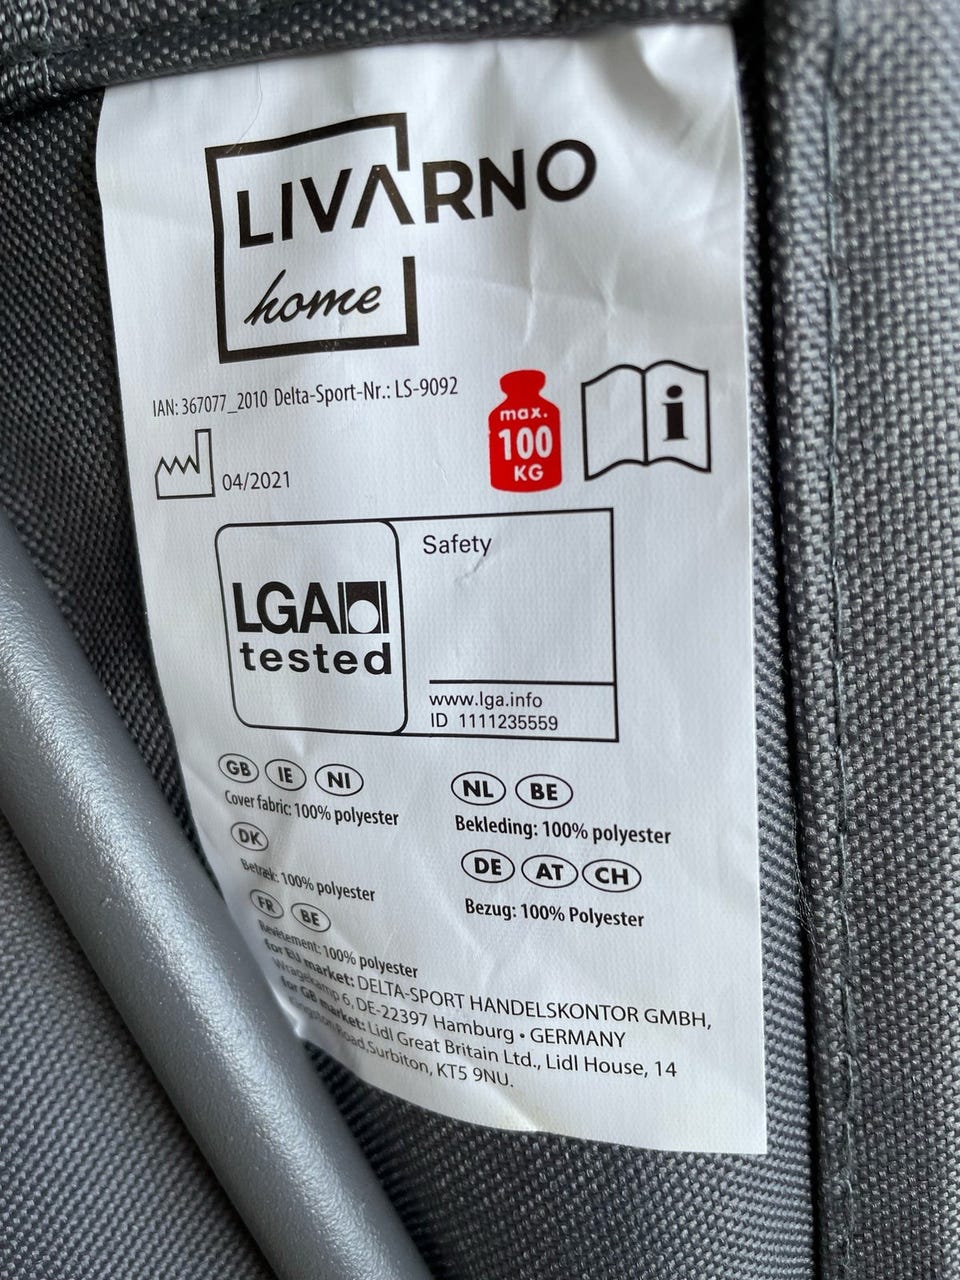 LIVARNO
home
IAN: 367077_2010 Delta-Sport-Nr.: LS-9092
max.
100
KG
i
04/2021
LGA
tested
Safety
www.lga.info
ID 1111235559
GB IE NI
Cover fabric: 100% polyester
DK
Betræk: 100% polyester
FR BE
Revêtement: 100% polyester
NL BE
Bekleding: 100% polyester
DE AT CH
Bezug: 100% Polyester
for EU market: DELTA-SPORT HANDELSKONTOR GMBH,
Wragekamp 6, DE-22397 Hamburg • GERMANY
for GB market: Lidl Great Britain Ltd., Lidl House, 14
Kingston Road,Surbiton, KT5 9NU.